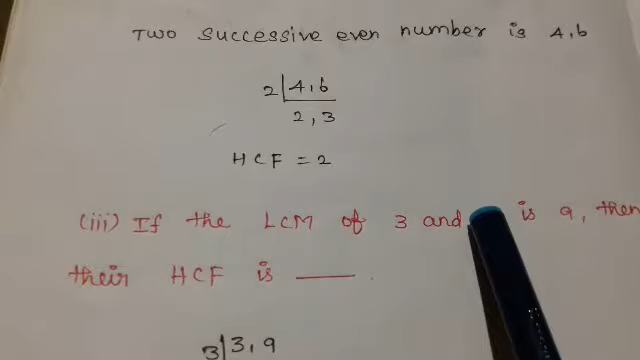 Two successive even number is 4,6
2 | 4,6
2,3
HCF = 2
(iii) If the LCM of 3 and is 9, then
their HCF is ____.
3 | 3, 9